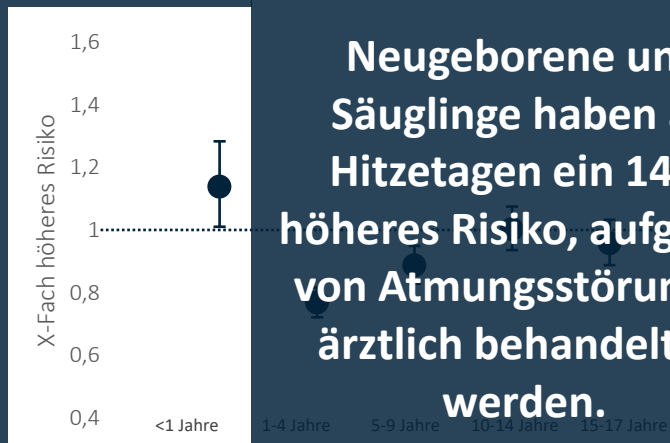 1,6
1,4
1,2
1
0,8
0,6
0,4
X-Fach höheres Risiko
<1 Jahre
1-4 Jahre
5-9 Jahre
10-14 Jahre
15-17 Jahre
Neugeborene un
Säuglinge haben
Hitzetagen ein 14
höheres Risiko, aufg
von Atmungsstörun
ärztlich behandelt
werden.